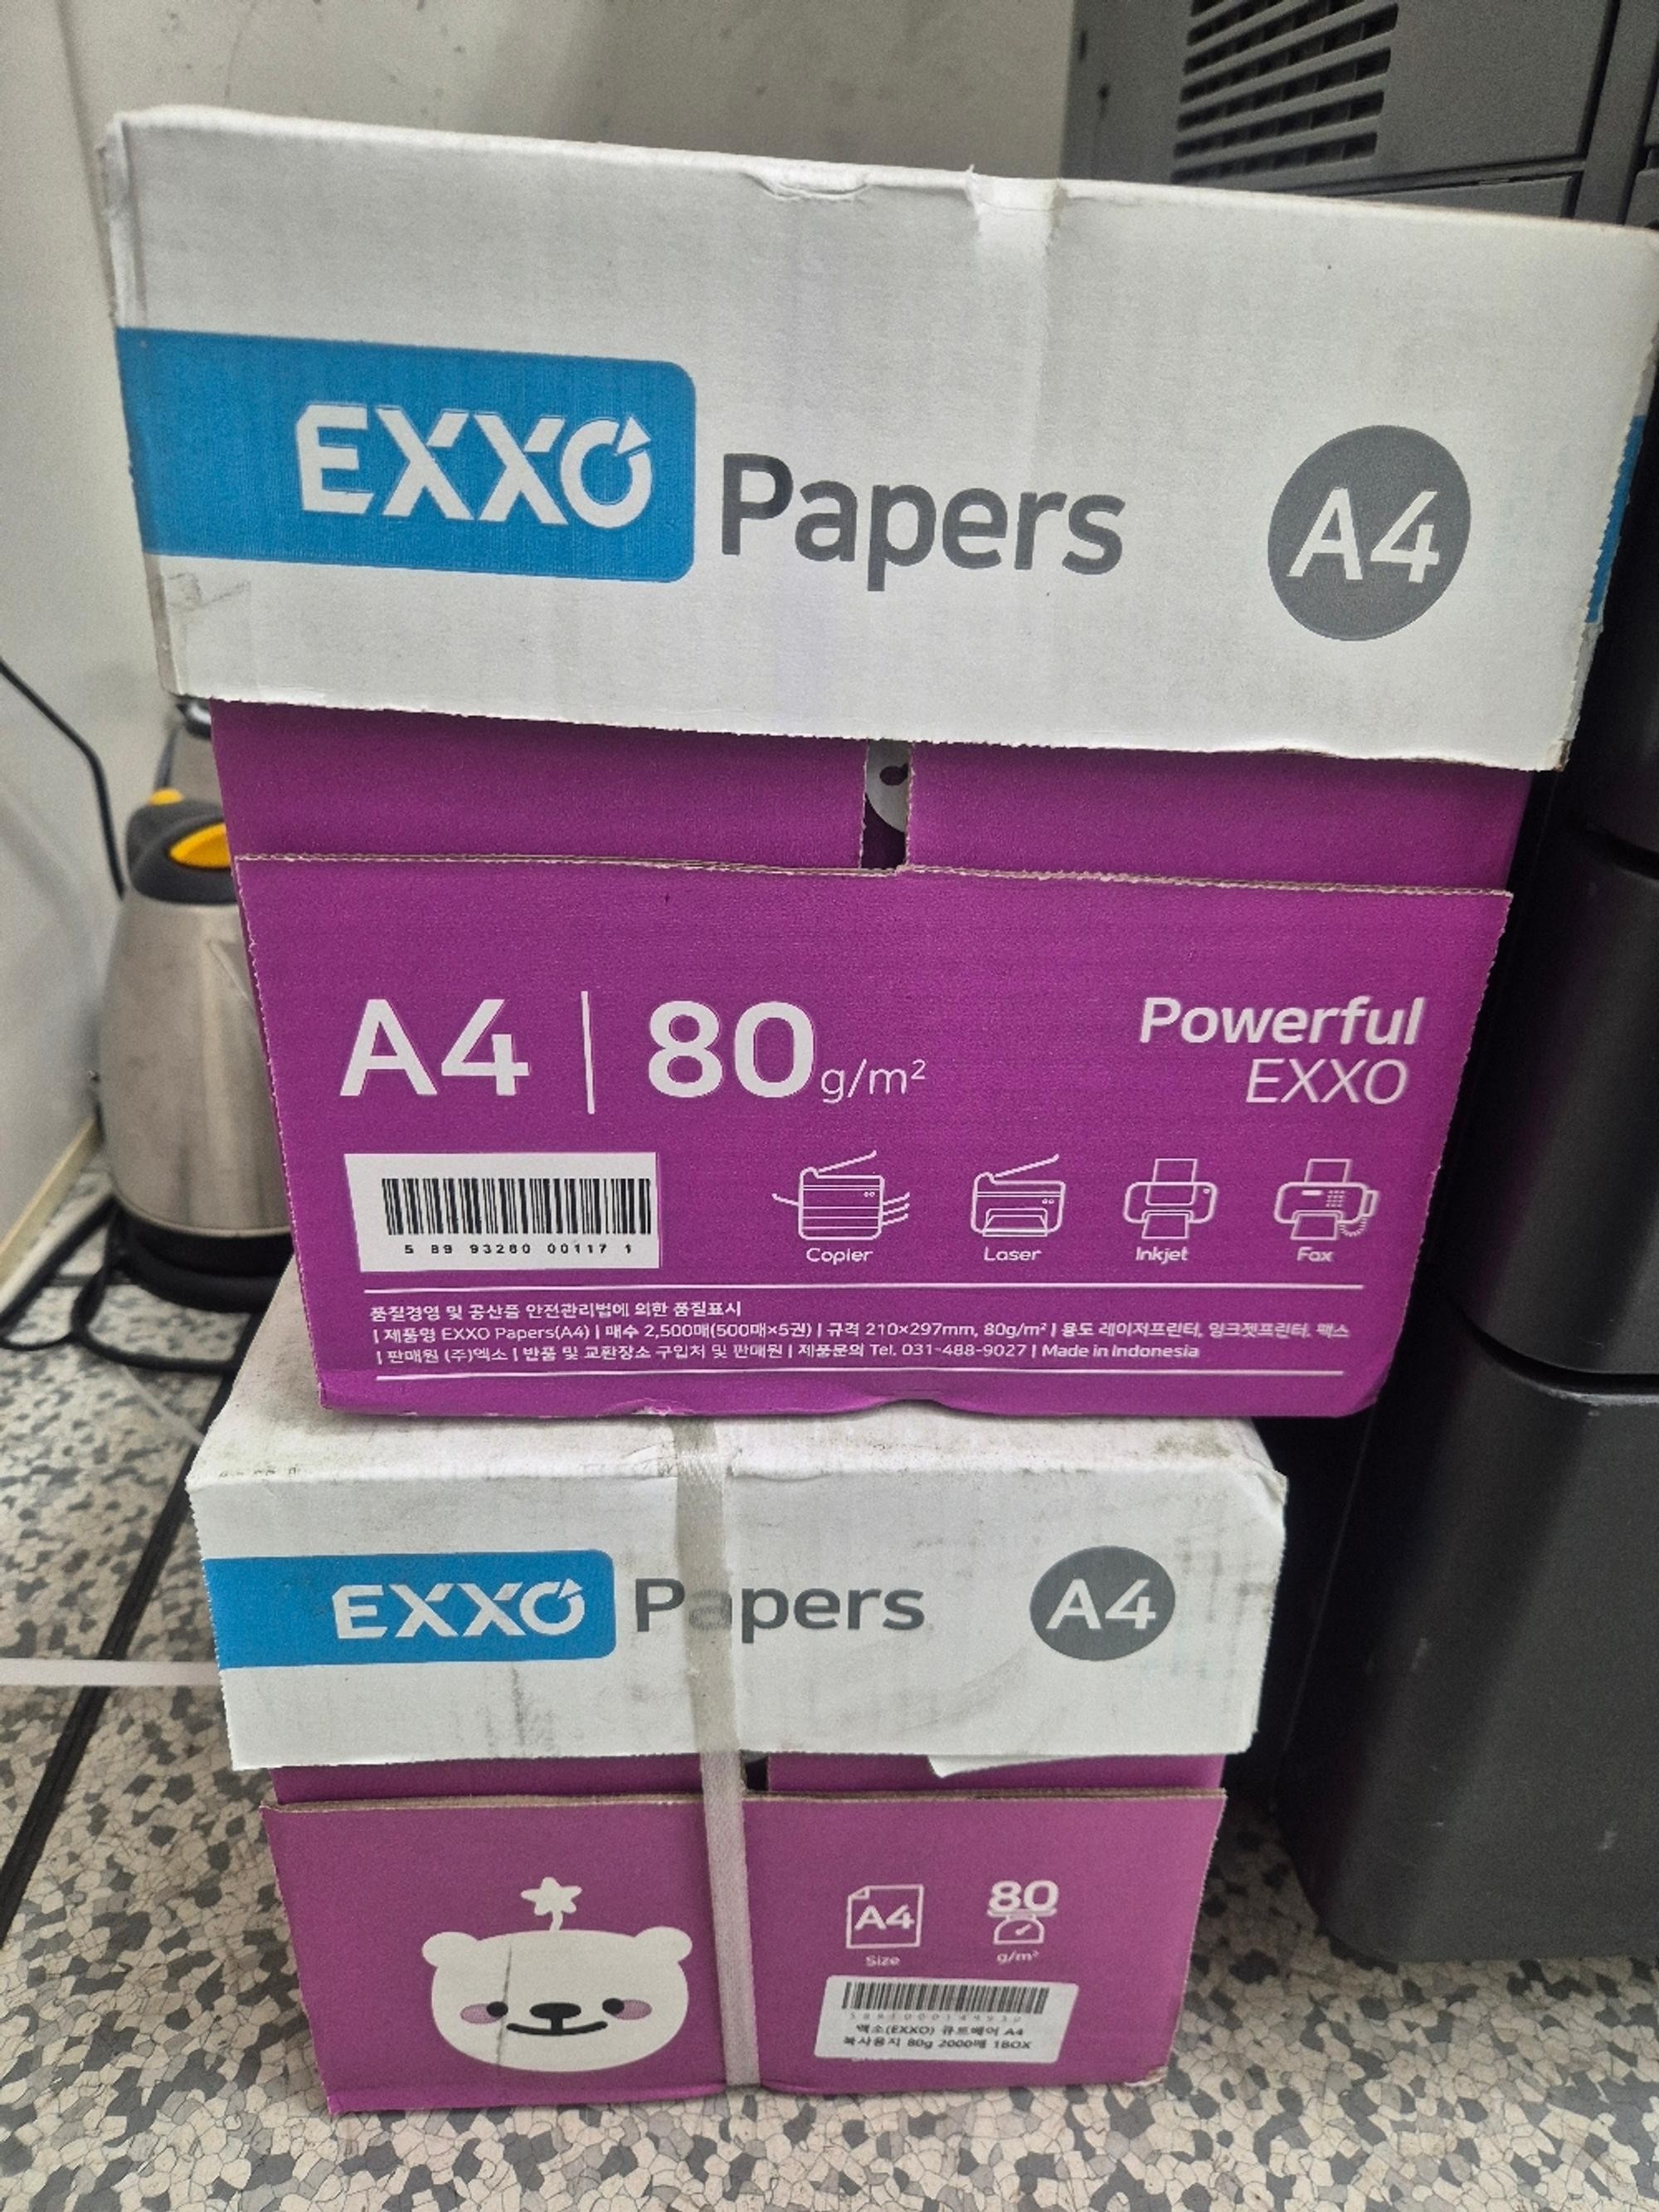 EXXO Papers A4
A4 | 80g/m²
Powerful
EXXO
5 89 93260 00117 1
Copier Laser Inkjet Fax
품질경영 및 공산품 안전관리법에 의한 품질표시
| 제품명 EXXO Papers(A4) | 매수 2,500매(500매×5권) | 규격 210×297mm, 80g/m² | 용도 레이저프린터, 잉크젯프린터, 팩스
| 판매원 (주)엑소 | 반품 및 교환장소 구입처 및 판매원 | 제품문의 Tel. 031-488-9027 | Made in Indonesia
EXXO Papers A4
A4 80
Size g/m²
엑소(EXXO) 큐트베어 A4
복사용지 80g 2000매 1BOX